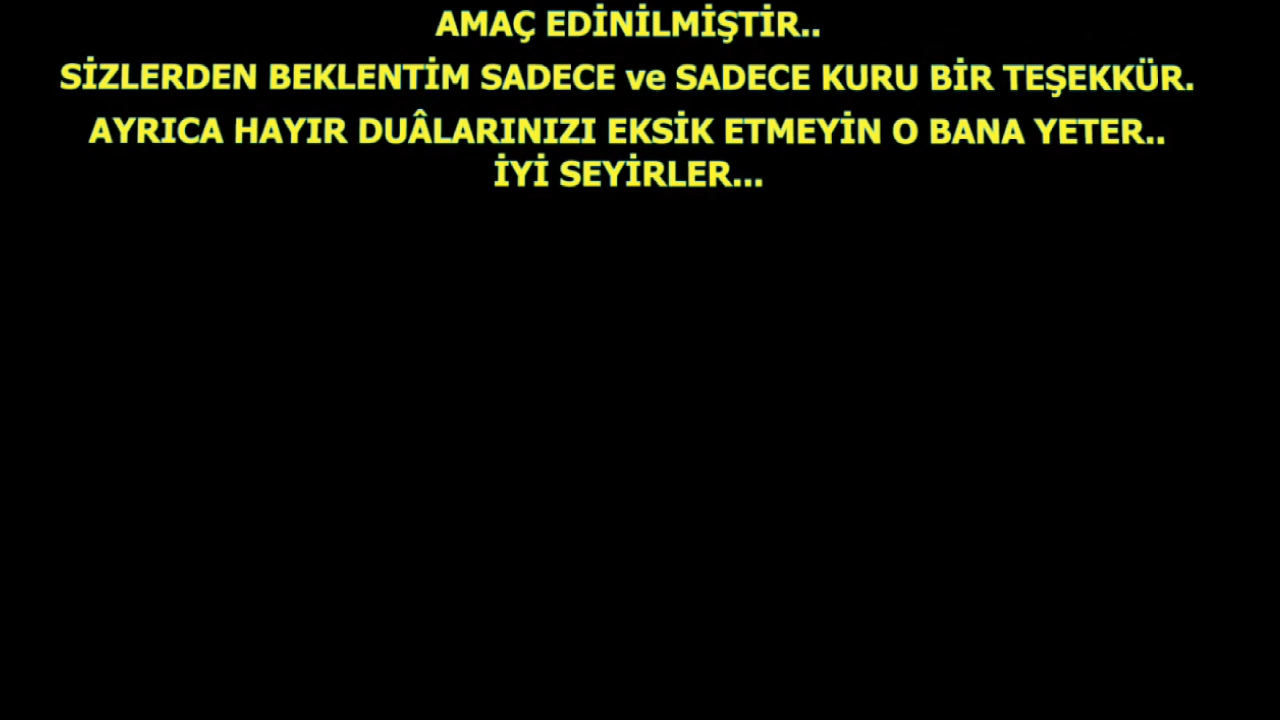 AMAÇ EDİNİLMİŞTİR..
SİZLERDEN BEKLENTİM SADECE ve SADECE KURU BİR TEŞEKKÜR.
AYRICA HAYIR DUÂLARINIZI EKSİK ETMEYİN O BANA YETER..
İYİ SEYİRLER...